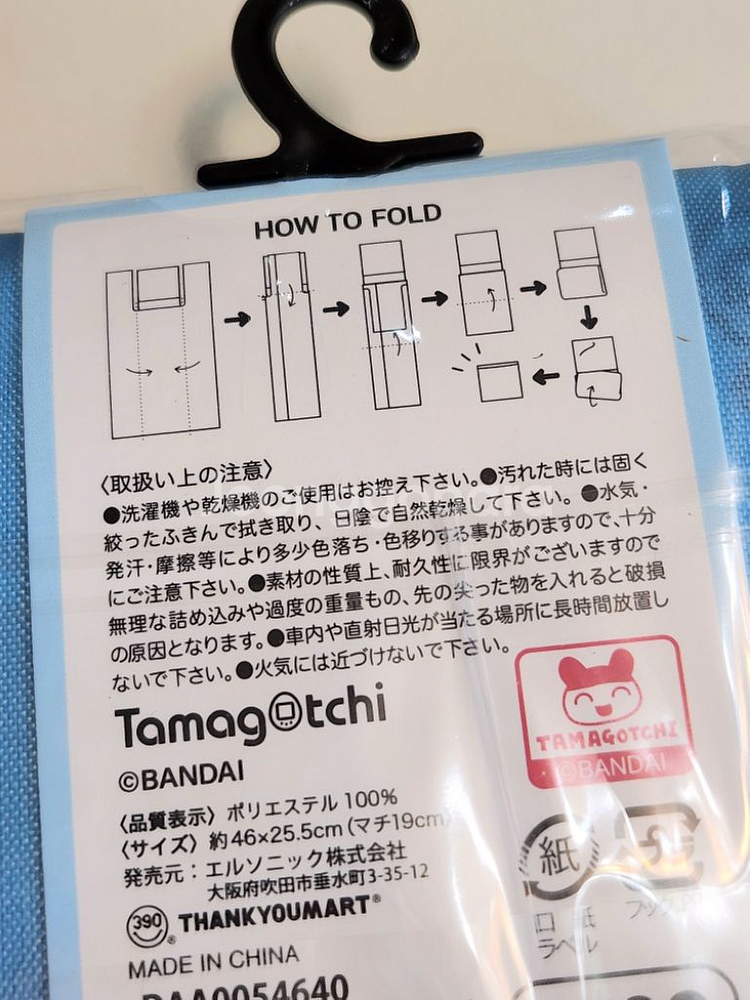 HOW TO FOLD
〈取扱い上の注意〉
●洗濯機や乾燥機のご使用はお控え下さい。●汚れた時には固く
絞ったふきんで拭き取り、日陰で自然乾燥して下さい。●水気・
発汗・摩擦等により多少色落ち・色移りする事がありますので、十分
にご注意下さい。●素材の性質上、耐久性に限界がございますので
無理な詰め込みや過度の重量もの、先の尖った物を入れると破損
の原因となります。●車内や直射日光が当たる場所に長時間放置し
ないで下さい。●火気には近づけないで下さい。
Tamagotchi
©BANDAI
TAMAGOTCHI
©BANDAI
〈品質表示〉ポリエステル 100%
〈サイズ〉約46×25.5cm(マチ19cm)
発売元:エルソニック株式会社
大阪府吹田市垂水町3-35-12
390® THANKYOUMART®
MADE IN CHINA
紙
ラベル